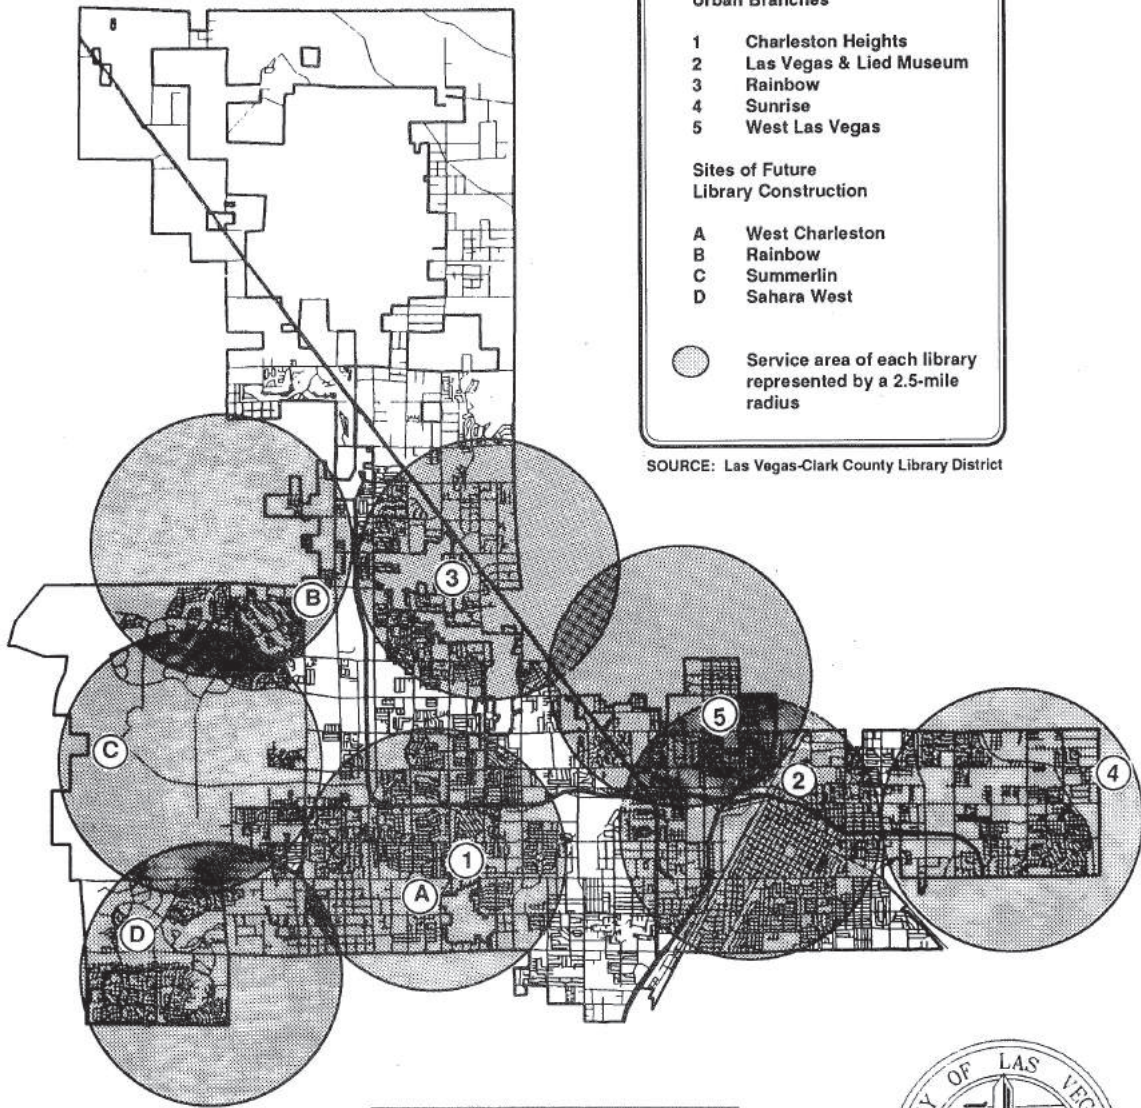 Urban Branches
1 Charleston Heights
2 Las Vegas & Lied Museum
3 Rainbow
4 Sunrise
5 West Las Vegas
Sites of Future
Library Construction
A West Charleston
B Rainbow
C Summerlin
D Sahara West
Service area of each library
represented by a 2.5-mile
radius
SOURCE: Las Vegas-Clark County Library District
3
B
5
C
4
2
1
A
D
OF LAS